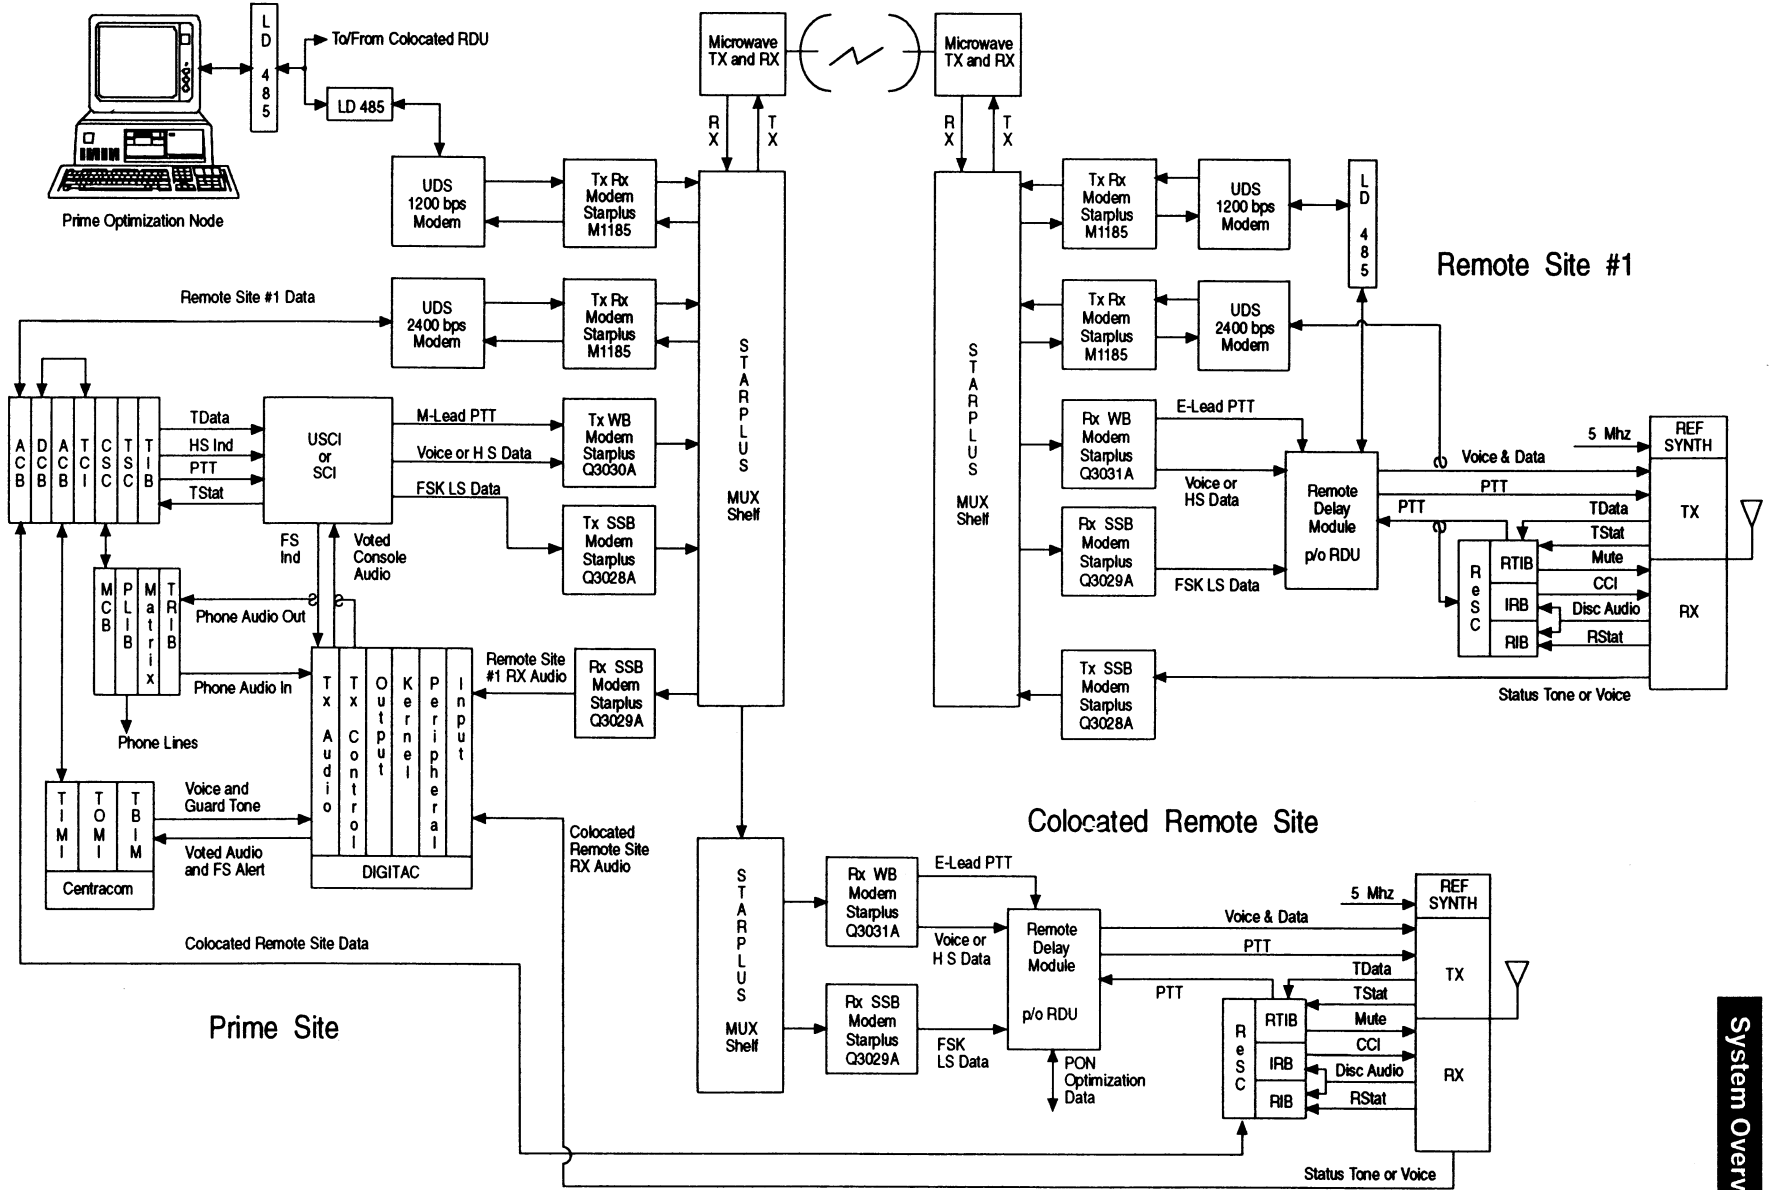 LD 485
To/From Colocated RDU
LD 485
Prime Optimization Node
Microwave
TX and RX
Microwave
TX and RX
RX
TX
RX
TX
UDS
1200 bps
Modem
Tx Rx
Modem
Starplus
M1185
Tx Rx
Modem
Starplus
M1185
UDS
1200 bps
Modem
LD 485
Remote Site #1
Remote Site #1 Data
UDS
2400 bps
Modem
Tx Rx
Modem
Starplus
M1185
STARPLUS
MUX
Shelf
STARPLUS
MUX
Shelf
Tx Rx
Modem
Starplus
M1185
UDS
2400 bps
Modem
ACB
DCB
ACB
TCI
CSC
TSC
TIB
TData
HS Ind
PTT
TStat
USCI
or
SCI
M-Lead PTT
Voice or H S Data
FSK LS Data
Tx WB
Modem
Starplus
Q3030A
Tx SSB
Modem
Starplus
Q3028A
Rx WB
Modem
Starplus
Q3031A
E-Lead PTT
Voice or
HS Data
Rx SSB
Modem
Starplus
Q3029A
FSK LS Data
Remote
Delay
Module
p/o RDU
5 Mhz
REF
SYNTH
Voice & Data
PTT
PTT
TData
TStat
Mute
CCI
Disc Audio
RStat
TX
RX
ReSC
RTIB
IRB
RIB
Tx SSB
Modem
Starplus
Q3028A
Status Tone or Voice
FS
Ind
Voted
Console
Audio
MCB
PLIB
Matrix
TRIB
Phone Audio Out
Phone Audio In
Phone Lines
Tx Audio
Tx Control
Output
Kernel
Peripheral
Input
DIGITAC
Remote Site
#1 RX Audio
Rx SSB
Modem
Starplus
Q3029A
TIMI
TOMI
TBIM
Centracom
Voice and
Guard Tone
Voted Audio
and FS Alert
Colocated
Remote Site
RX Audio
Colocated Remote Site Data
Prime Site
Colocated Remote Site
STARPLUS
MUX
Shelf
Rx WB
Modem
Starplus
Q3031A
E-Lead PTT
Voice or
H S Data
Rx SSB
Modem
Starplus
Q3029A
FSK
LS Data
Remote
Delay
Module
p/o RDU
PON
Optimization
Data
5 Mhz
REF
SYNTH
Voice & Data
PTT
PTT
TData
TStat
Mute
CCI
Disc Audio
RStat
TX
RX
ReSC
RTIB
IRB
RIB
Status Tone or Voice
System Overv